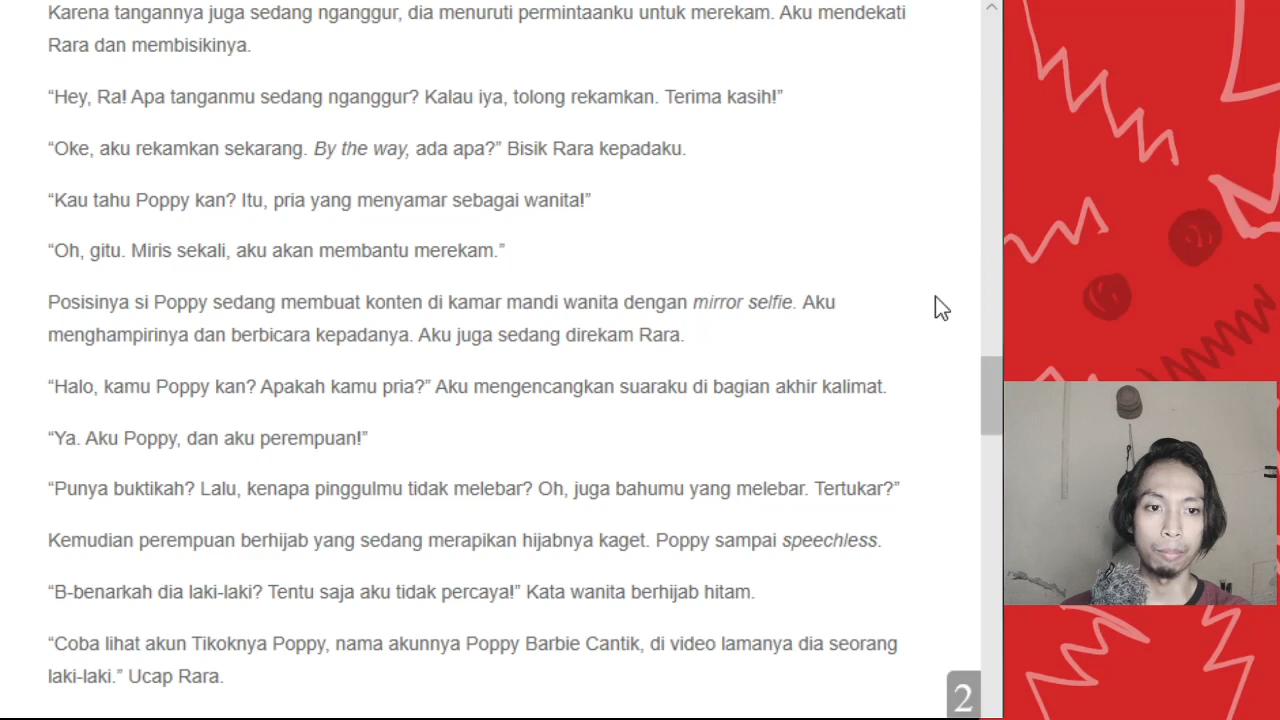 Karena tangannya juga sedang nganggur, dia menuruti permintaanku untuk merekam. Aku mendekati
Rara dan membisikinya.
“Hey, Ra! Apa tanganmu sedang nganggur? Kalau iya, tolong rekamkan. Terima kasih!”
“Oke, aku rekamkan sekarang. By the way, ada apa?” Bisik Rara kepadaku.
“Kau tahu Poppy kan? Itu, pria yang menyamar sebagai wanita!”
“Oh, gitu. Miris sekali, aku akan membantu merekam.”
Posisinya si Poppy sedang membuat konten di kamar mandi wanita dengan mirror selfie. Aku
menghampirinya dan berbicara kepadanya. Aku juga sedang direkam Rara.
“Halo, kamu Poppy kan? Apakah kamu pria?” Aku mengencangkan suaraku di bagian akhir kalimat.
“Ya. Aku Poppy, dan aku perempuan!”
“Punya buktikah? Lalu, kenapa pinggulmu tidak melebar? Oh, juga bahumu yang melebar. Tertukar?”
Kemudian perempuan berhijab yang sedang merapikan hijabnya kaget. Poppy sampai speechless.
“B-benarkah dia laki-laki? Tentu saja aku tidak percaya!” Kata wanita berhijab hitam.
“Coba lihat akun Tikoknya Poppy, nama akunnya Poppy Barbie Cantik, di video lamanya dia seorang
laki-laki.” Ucap Rara.
2